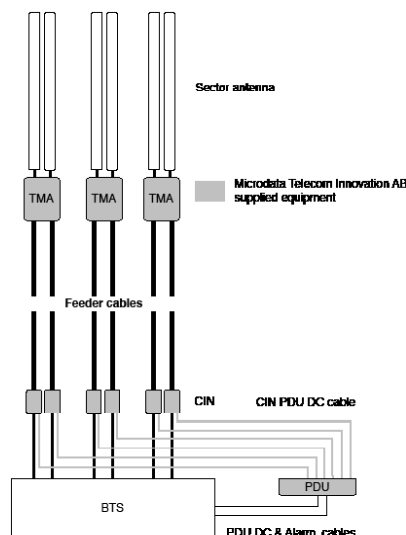 Sector antenna
TMA
TMA
TMA
Microdata Telecom Innovation AB
supplied equipment
Feeder cables
CIN
CIN PDU DC cable
PDU
BTS
PDU DC & Alarm cables